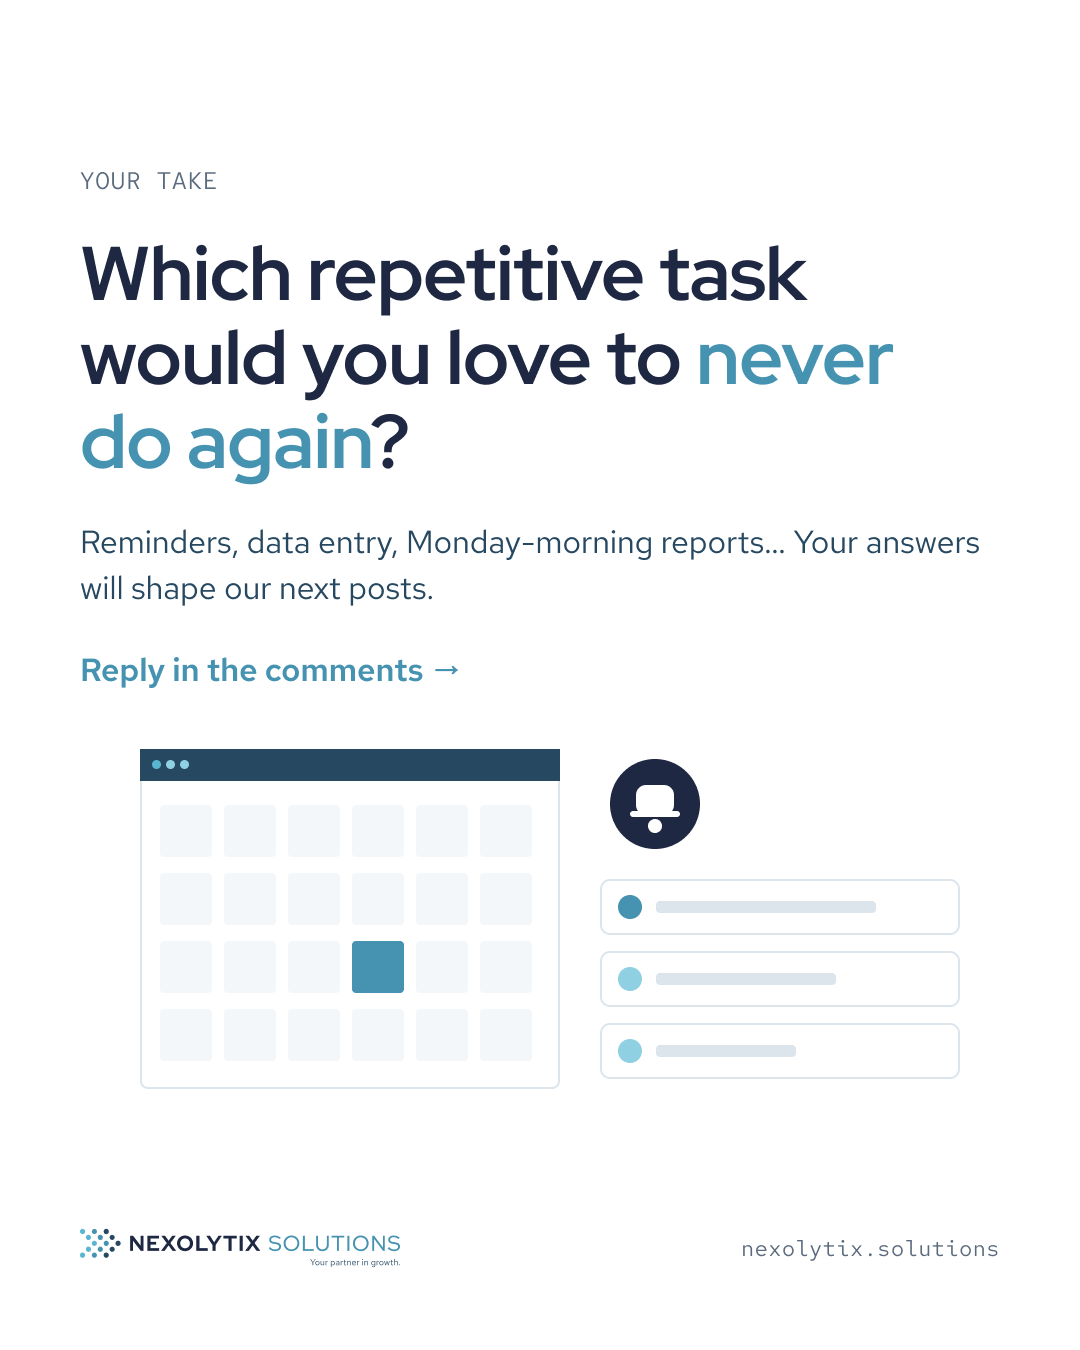 YOUR TAKE
Which repetitive task
would you love to never
do again?
Reminders, data entry, Monday-morning reports... Your answers
will shape our next posts.
Reply in the comments →
NEXOLYTIX SOLUTIONS
Your partner in growth.
nexolytix.solutions